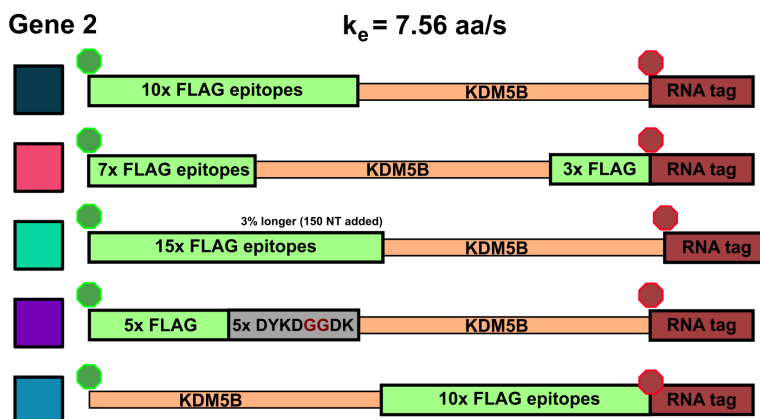 Gene 2
kₑ = 7.56 aa/s
10x FLAG epitopes KDM5B RNA tag
7x FLAG epitopes KDM5B 3x FLAG RNA tag
3% longer (150 NT added)
15x FLAG epitopes KDM5B RNA tag
5x FLAG 5x DYKDGGDK KDM5B RNA tag
KDM5B 10x FLAG epitopes RNA tag